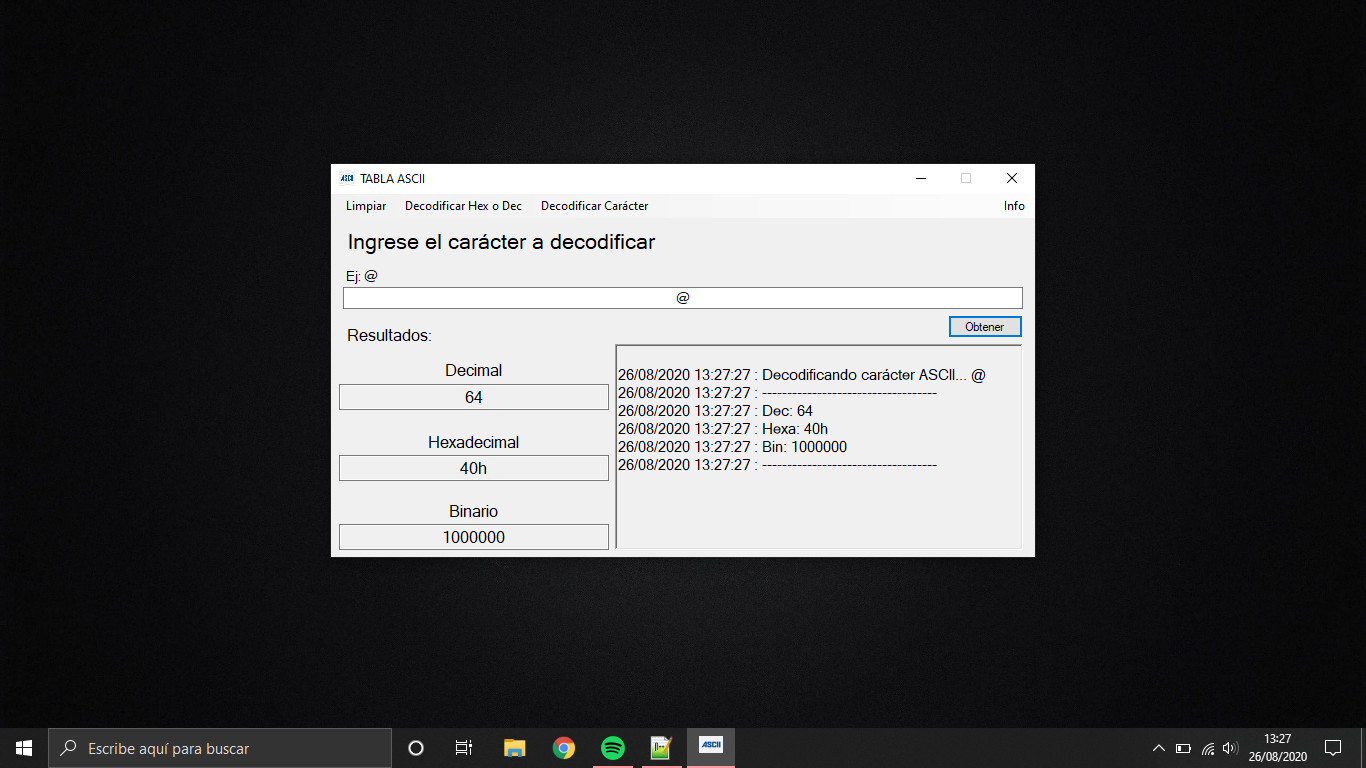 ASCII TABLA ASCII
Limpiar Decodificar Hex o Dec Decodificar Carácter Info
Ingrese el carácter a decodificar
Ej: @
@
Obtener
Resultados:
Decimal
64
Hexadecimal
40h
Binario
1000000
26/08/2020 13:27:27 : Decodificando carácter ASCII... @
26/08/2020 13:27:27 : -----------------------------------
26/08/2020 13:27:27 : Dec: 64
26/08/2020 13:27:27 : Hexa: 40h
26/08/2020 13:27:27 : Bin: 1000000
26/08/2020 13:27:27 : -----------------------------------
Escribe aquí para buscar
ASCII
13:27
26/08/2020